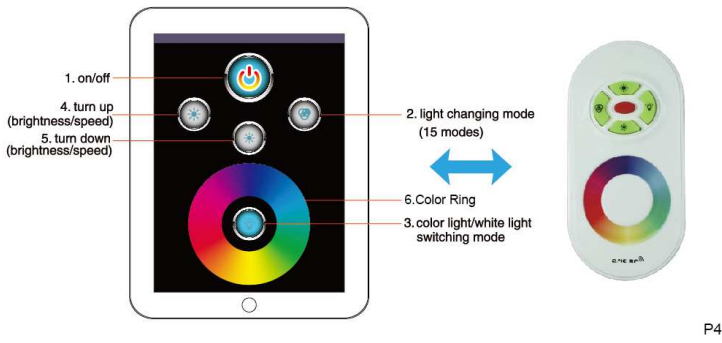 1. on/off
4. turn up
(brightness/speed)
5. turn down
(brightness/speed)
2. light changing mode
(15 modes)
6.Color Ring
3. color light/white light
switching mode
P4